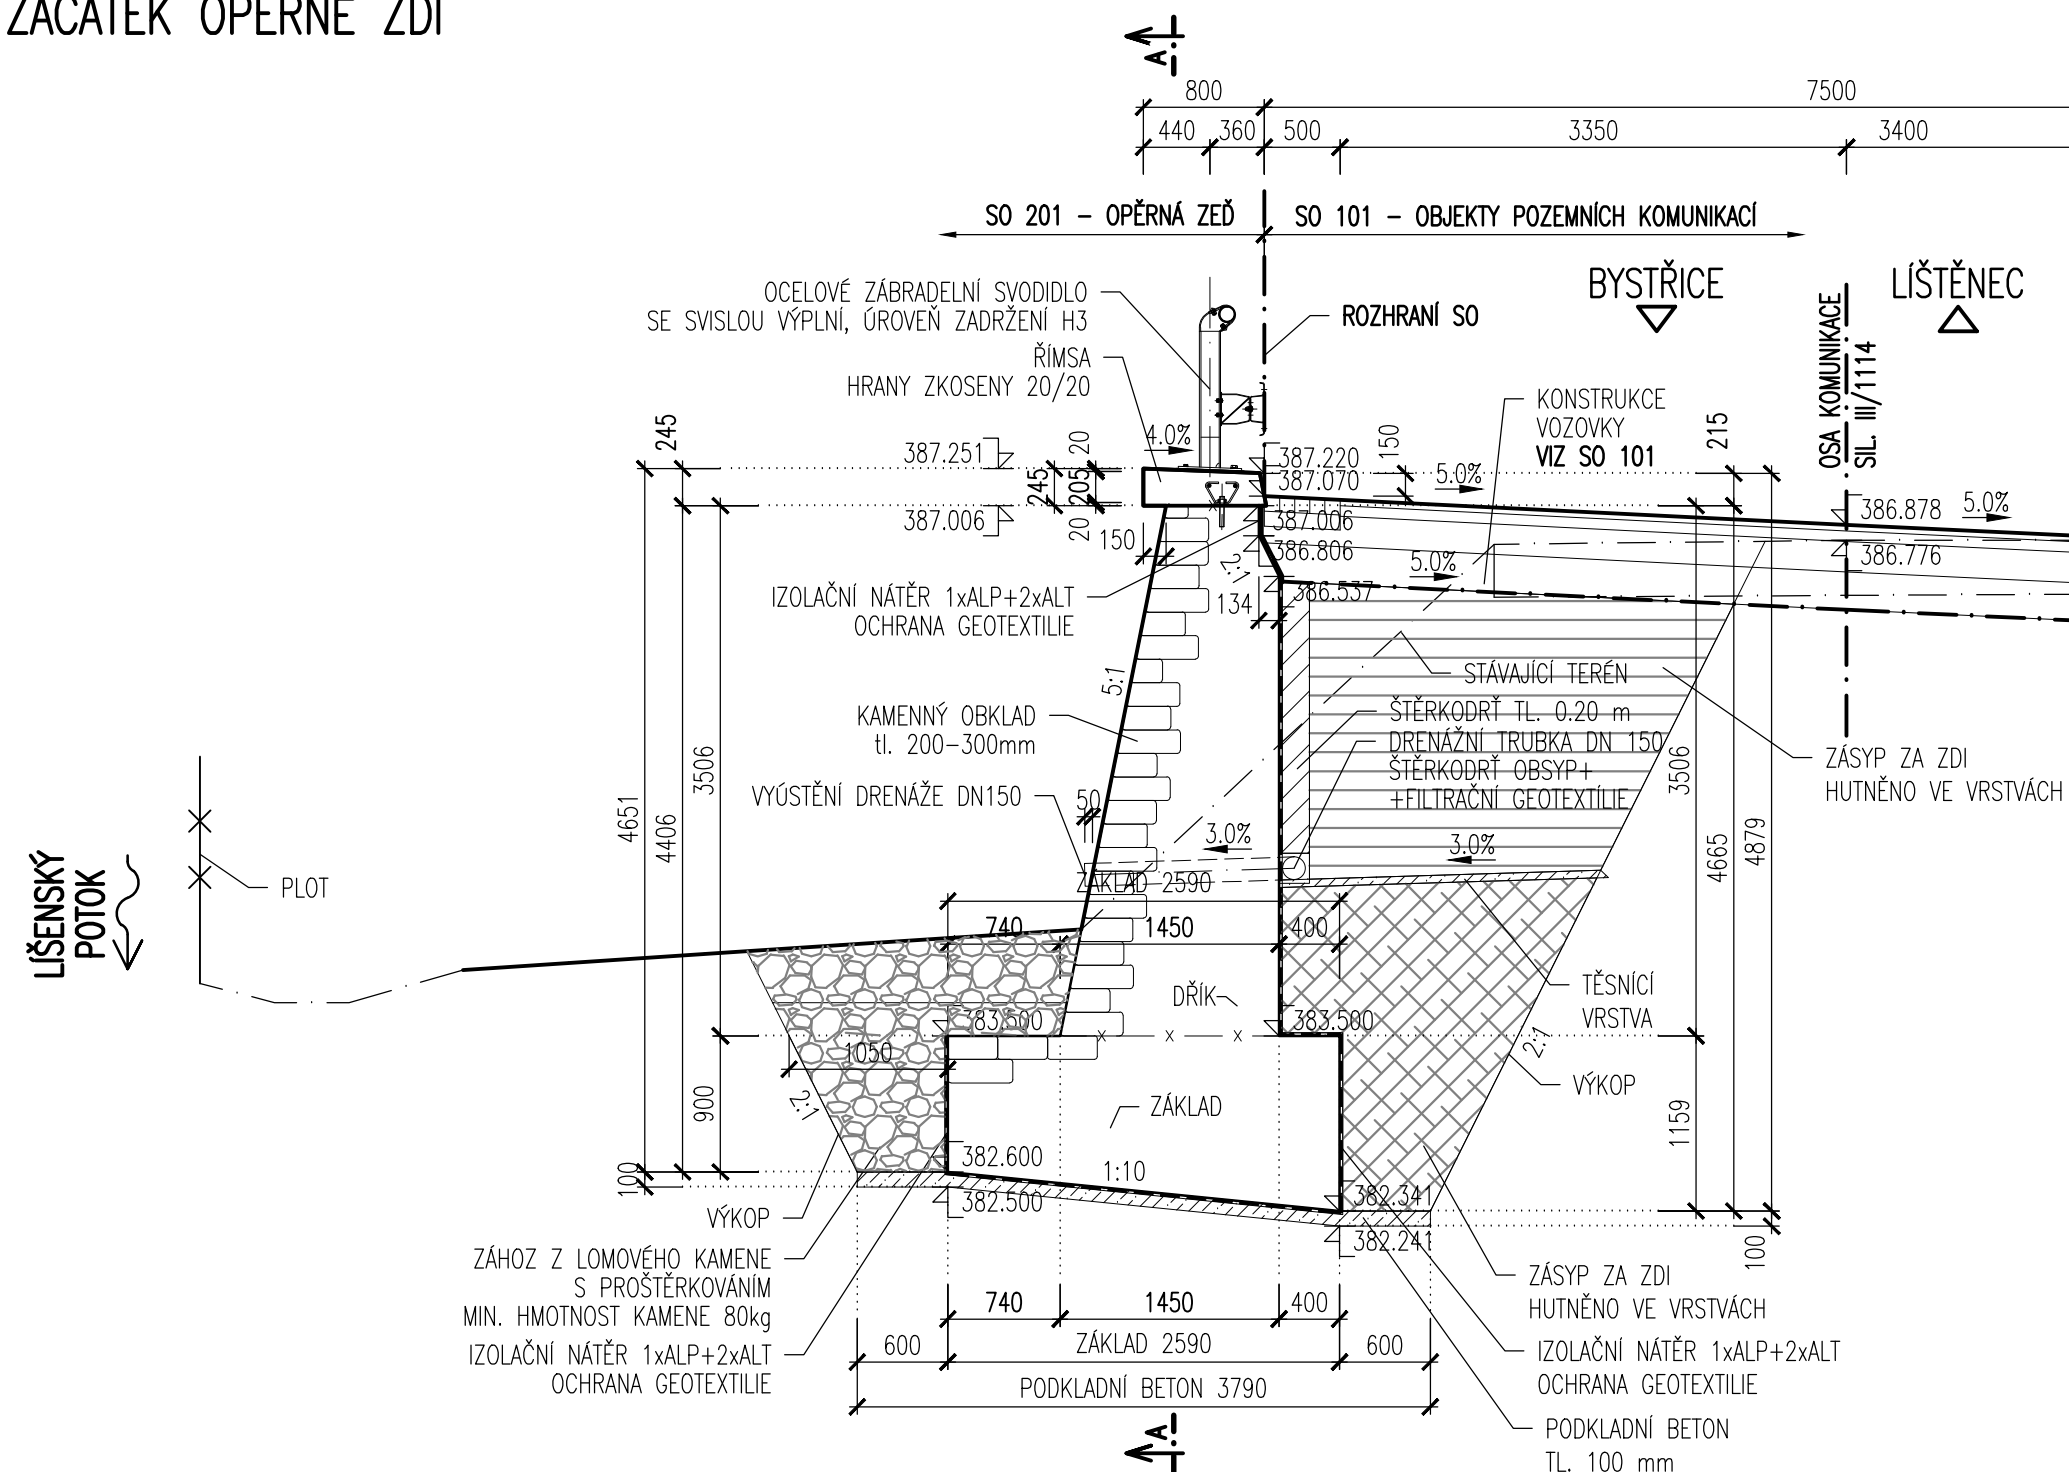 ZAČÁTEK OPĚRNÉ ZDI
A
800
7500
440
360
500
3350
3400
SO 201 - OPĚRNÁ ZEĎ
SO 101 - OBJEKTY POZEMNÍCH KOMUNIKACÍ
BYSTŘICE
LÍŠTĚNEC
OCELOVÉ ZÁBRADELNÍ SVODIDLO
SE SVISLOU VÝPLNÍ, ÚROVEŇ ZADRŽENÍ H3
ROZHRANÍ SO
OSA KOMUNIKACE
SIL. III/1114
ŘÍMSA
HRANY ZKOSENY 20/20
KONSTRUKCE
VOZOVKY
VIZ SO 101
245
387.251
245
20
205
20
4.0%
387.220
387.070
150
5.0%
215
387.006
387.006
386.806
386.878
5.0%
386.776
150
2:1
5.0%
386.537
134
IZOLAČNÍ NÁTĚR 1xALP+2xALT
OCHRANA GEOTEXTILIE
5:1
STÁVAJÍCÍ TERÉN
KAMENNÝ OBKLAD
tl. 200-300mm
ŠTĚRKODRŤ TL. 0.20 m
DRENÁŽNÍ TRUBKA DN 150
ŠTĚRKODRŤ OBSYP+
+FILTRAČNÍ GEOTEXTÍLIE
ZÁSYP ZA ZDI
HUTNĚNO VE VRSTVÁCH
VYÚSTĚNÍ DRENÁŽE DN150
50
3506
4651
4406
3506
4665
4879
3.0%
3.0%
LÍŠENSKÝ
POTOK
PLOT
ZÁKLAD 2590
740
1450
400
DŘÍK
TĚSNÍCÍ
VRSTVA
383.500
383.500
x
x
x
1050
2:1
2:1
VÝKOP
900
1159
ZÁKLAD
382.600
1:10
382.500
382.341
382.241
100
100
VÝKOP
ZÁHOZ Z LOMOVÉHO KAMENE
S PROŠTĚRKOVÁNÍM
MIN. HMOTNOST KAMENE 80kg
ZÁSYP ZA ZDI
HUTNĚNO VE VRSTVÁCH
740
1450
400
IZOLAČNÍ NÁTĚR 1xALP+2xALT
OCHRANA GEOTEXTILIE
600
ZÁKLAD 2590
600
IZOLAČNÍ NÁTĚR 1xALP+2xALT
OCHRANA GEOTEXTILIE
PODKLADNÍ BETON 3790
PODKLADNÍ BETON
TL. 100 mm
A